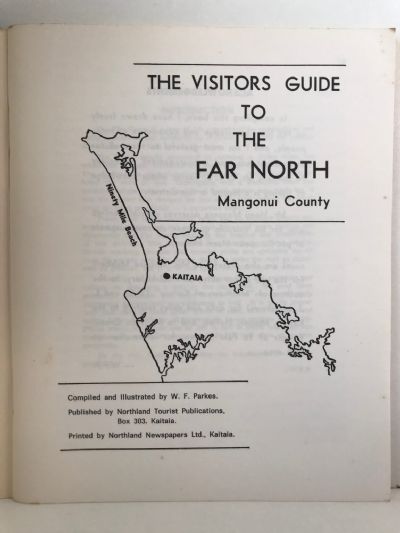 THE VISITORS GUIDE
TO
THE
FAR NORTH
Mangonui County
Ninety Mile Beach
KAITAIA
Compiled and Illustrated by W. F. Parkes.
Published by Northland Tourist Publications,
Box 303, Kaitaia.
Printed by Northland Newspapers Ltd., Kaitaia.